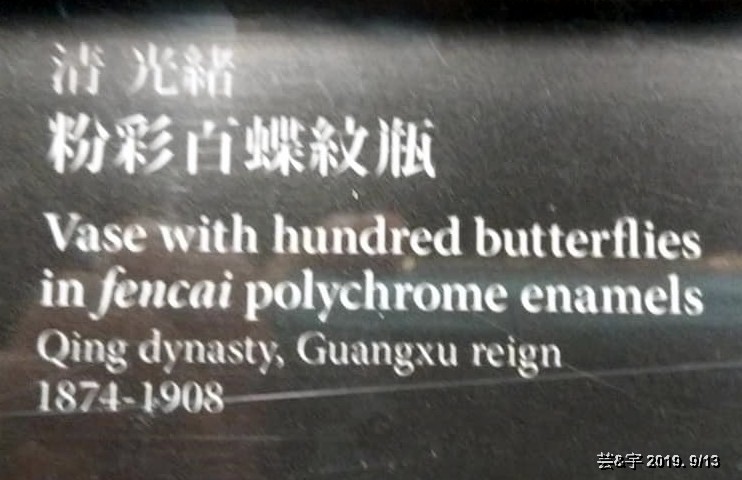 清 光緒
粉彩百蝶紋瓶
Vase with hundred butterflies
in fencai polychrome enamels
Qing dynasty, Guangxu reign
1874-1908
芸&宇 2019. 9/13